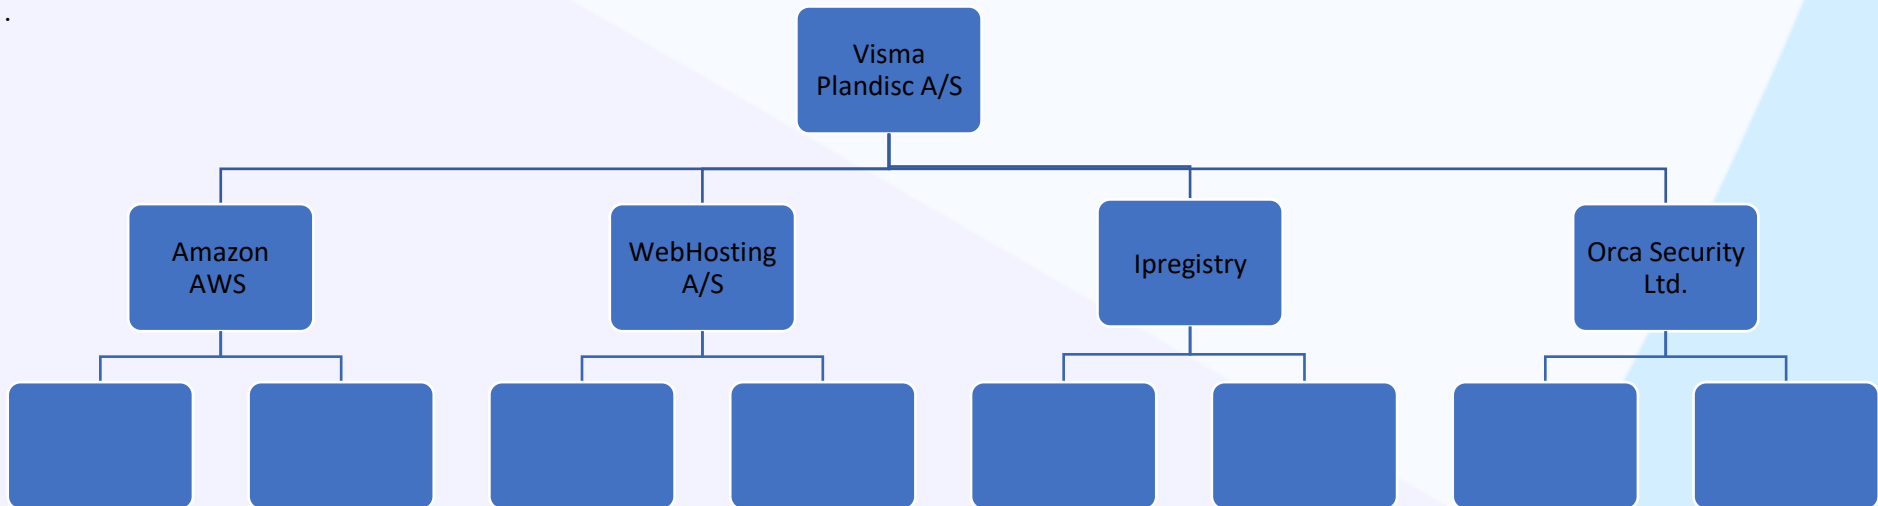 .
Visma
Plandisc A/S
Amazon
AWS
WebHosting
A/S
Ipregistry
Orca Security
Ltd.